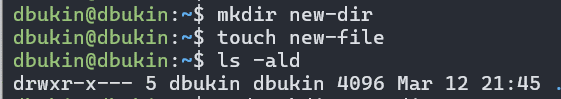 dbukin@dbukin:~$ mkdir new-dir
dbukin@dbukin:~$ touch new-file
dbukin@dbukin:~$ ls -ald
drwxr-x--- 5 dbukin dbukin 4096 Mar 12 21:45 .